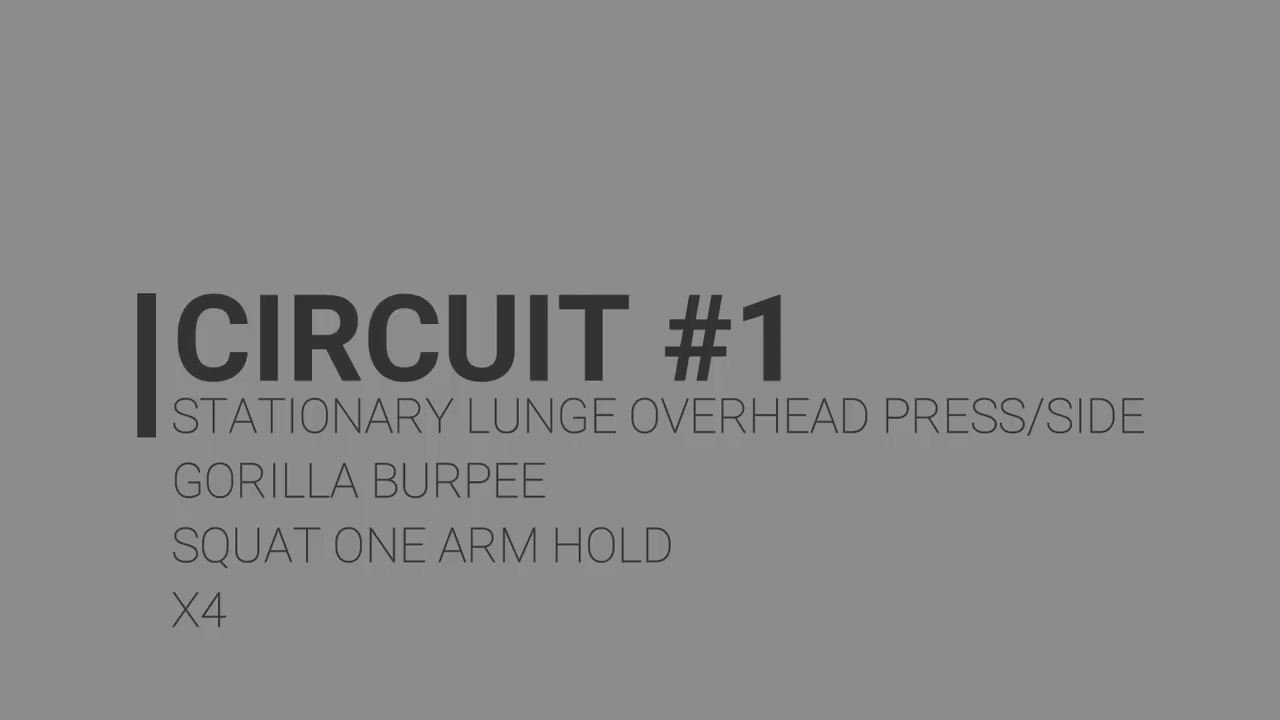 CIRCUIT #1
STATIONARY LUNGE OVERHEAD PRESS/SIDE
GORILLA BURPEE
SQUAT ONE ARM HOLD
X4